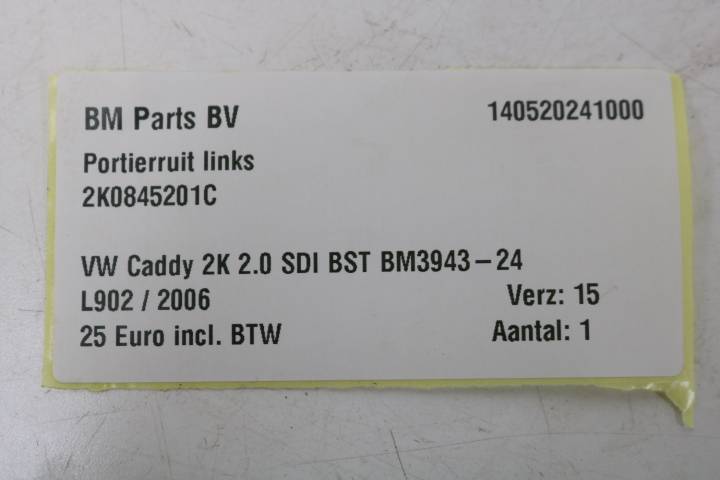 BM Parts BV 140520241000
Portierruit links
2K0845201C
VW Caddy 2K 2.0 SDI BST BM3943-24
L902 / 2006 Verz: 15
25 Euro incl. BTW Aantal: 1